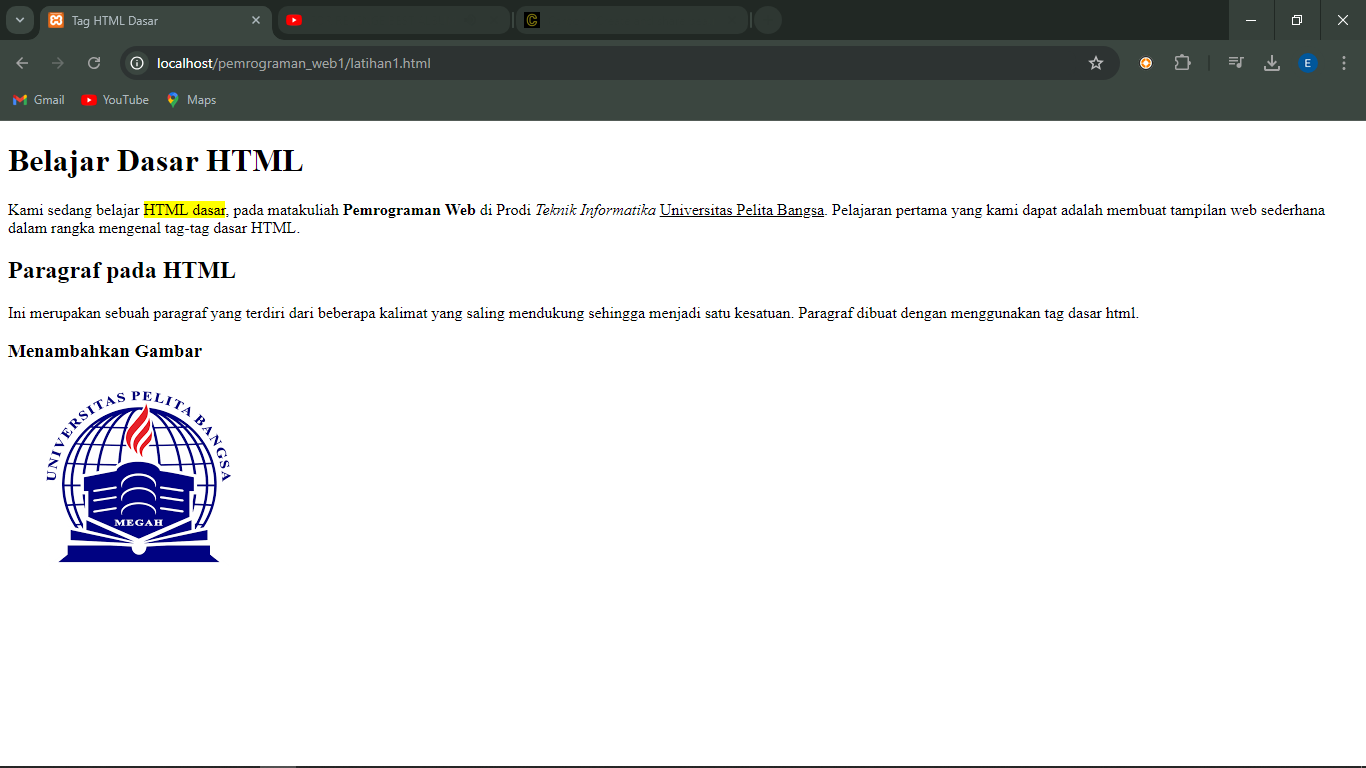 Tag HTML Dasar
localhost/pemrograman_web1/latihan1.html
E
Gmail YouTube Maps
Belajar Dasar HTML
Kami sedang belajar HTML dasar, pada matakuliah Pemrograman Web di Prodi Teknik Informatika Universitas Pelita Bangsa. Pelajaran pertama yang kami dapat adalah membuat tampilan web sederhana
dalam rangka mengenal tag-tag dasar HTML.
Paragraf pada HTML
Ini merupakan sebuah paragraf yang terdiri dari beberapa kalimat yang saling mendukung sehingga menjadi satu kesatuan. Paragraf dibuat dengan menggunakan tag dasar html.
Menambahkan Gambar
UNIVERSITAS PELITA BANGSA
MEGAH